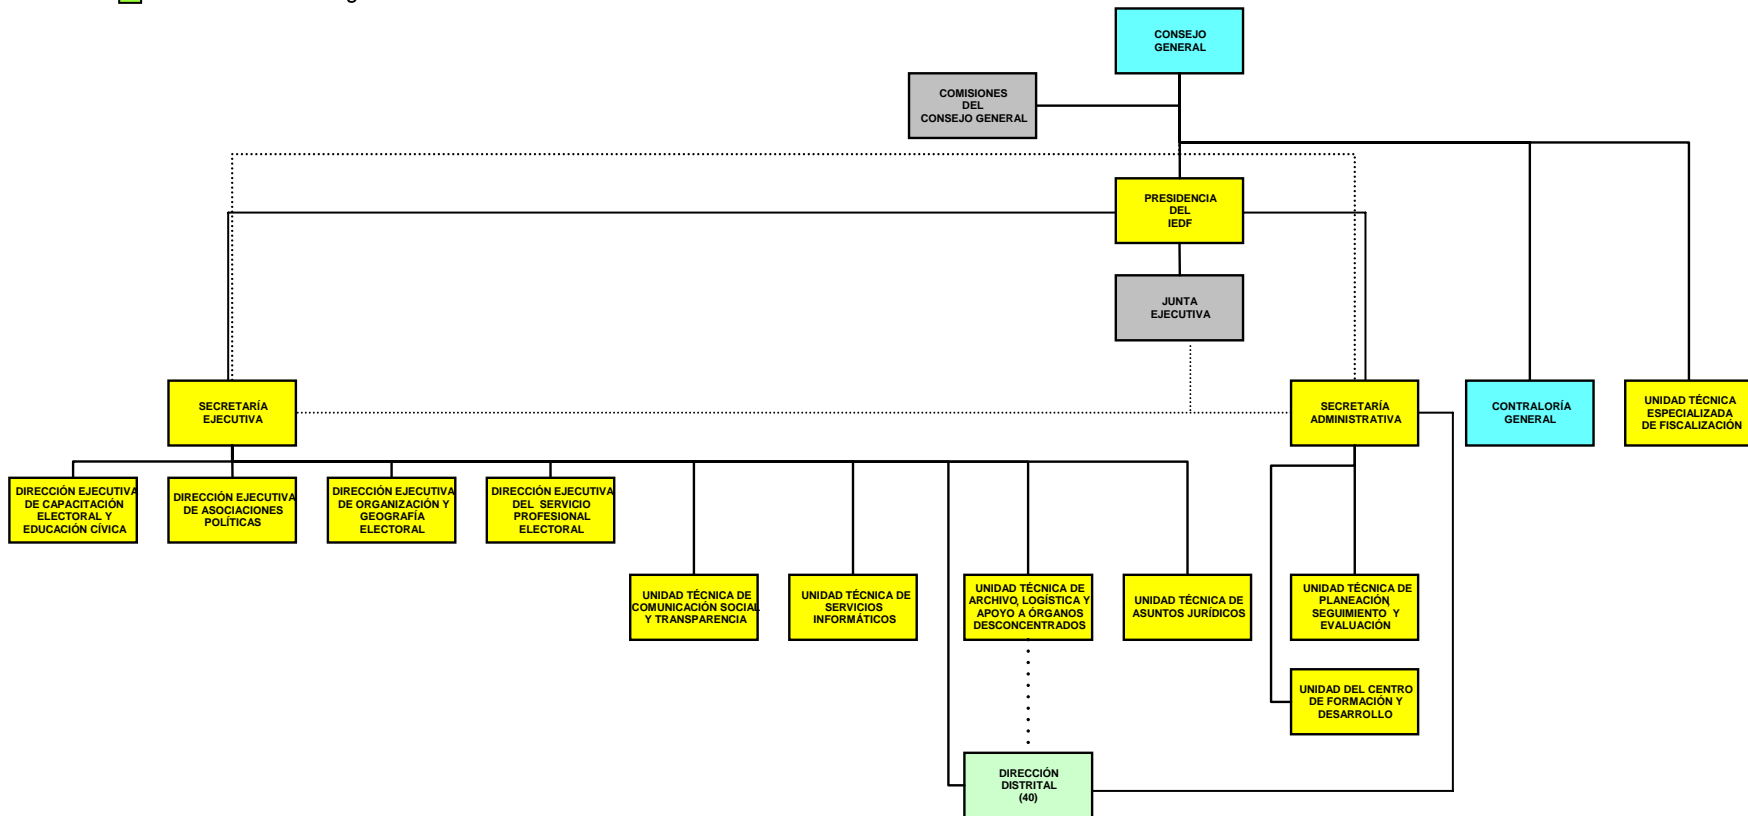 CONSEJO
GENERAL
COMISIONES
DEL
CONSEJO GENERAL
PRESIDENCIA
DEL
IEDF
JUNTA
EJECUTIVA
SECRETARÍA
EJECUTIVA
SECRETARÍA
ADMINISTRATIVA
CONTRALORÍA
GENERAL
UNIDAD TÉCNICA
ESPECIALIZADA
DE FISCALIZACIÓN
DIRECCIÓN EJECUTIVA
DE CAPACITACIÓN
ELECTORAL Y
EDUCACIÓN CÍVICA
DIRECCIÓN EJECUTIVA
DE ASOCIACIONES
POLÍTICAS
DIRECCIÓN EJECUTIVA
DE ORGANIZACIÓN Y
GEOGRAFÍA
ELECTORAL
DIRECCIÓN EJECUTIVA
DEL SERVICIO
PROFESIONAL
ELECTORAL
UNIDAD TÉCNICA DE
COMUNICACIÓN SOCIAL
Y TRANSPARENCIA
UNIDAD TÉCNICA DE
SERVICIOS
INFORMÁTICOS
UNIDAD TÉCNICA DE
ARCHIVO, LOGÍSTICA Y
APOYO A ÓRGANOS
DESCONCENTRADOS
UNIDAD TÉCNICA DE
ASUNTOS JURÍDICOS
UNIDAD TÉCNICA DE
PLANEACIÓN,
SEGUIMIENTO Y
EVALUACIÓN
UNIDAD DEL CENTRO
DE FORMACIÓN Y
DESARROLLO
DIRECCIÓN
DISTRITAL
(40)